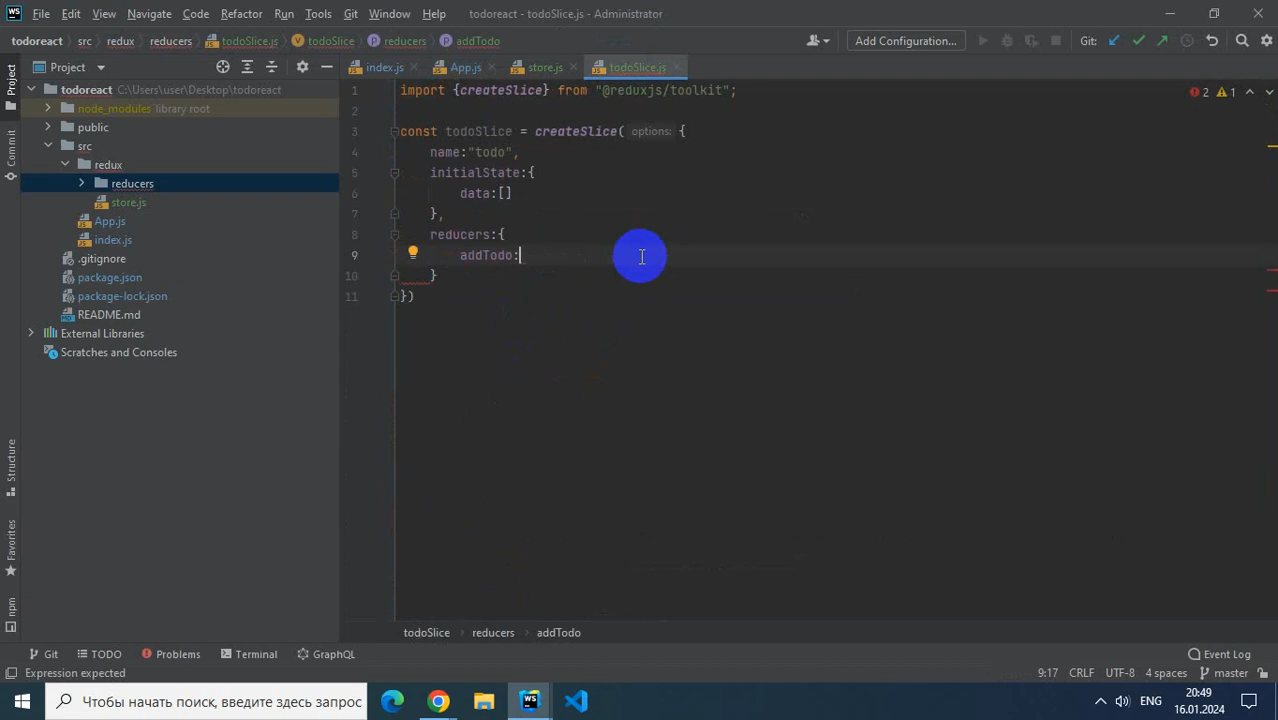 File Edit View Navigate Code Refactor Run Tools Git Window Help todoreact - todoSlice.js - Administrator
todoreact src redux reducers todoSlice.js todoSlice reducers addTodo Add Configuration... Git:
Project index.js App.js store.js todoSlice.js
todoreact C:\Users\user\Desktop\todoreact
node_modules library root
public
src
redux
reducers
store.js
App.js
index.js
.gitignore
package.json
package-lock.json
README.md
External Libraries
Scratches and Consoles
Project
Commit
Structure
Favorites
npm
1 import {createSlice} from "@reduxjs/toolkit"; 2 1
2
3 const todoSlice = createSlice( options: {
4 name:"todo",
5 initialState:{
6 data:[]
7 },
8 reducers:{
9 addTodo:
10 }
11 })
todoSlice reducers addTodo
Git TODO Problems Terminal GraphQL Event Log
Expression expected 9:17 CRLF UTF-8 4 spaces master
Чтобы начать поиск, введите здесь запрос ENG 20:49
16.01.2024